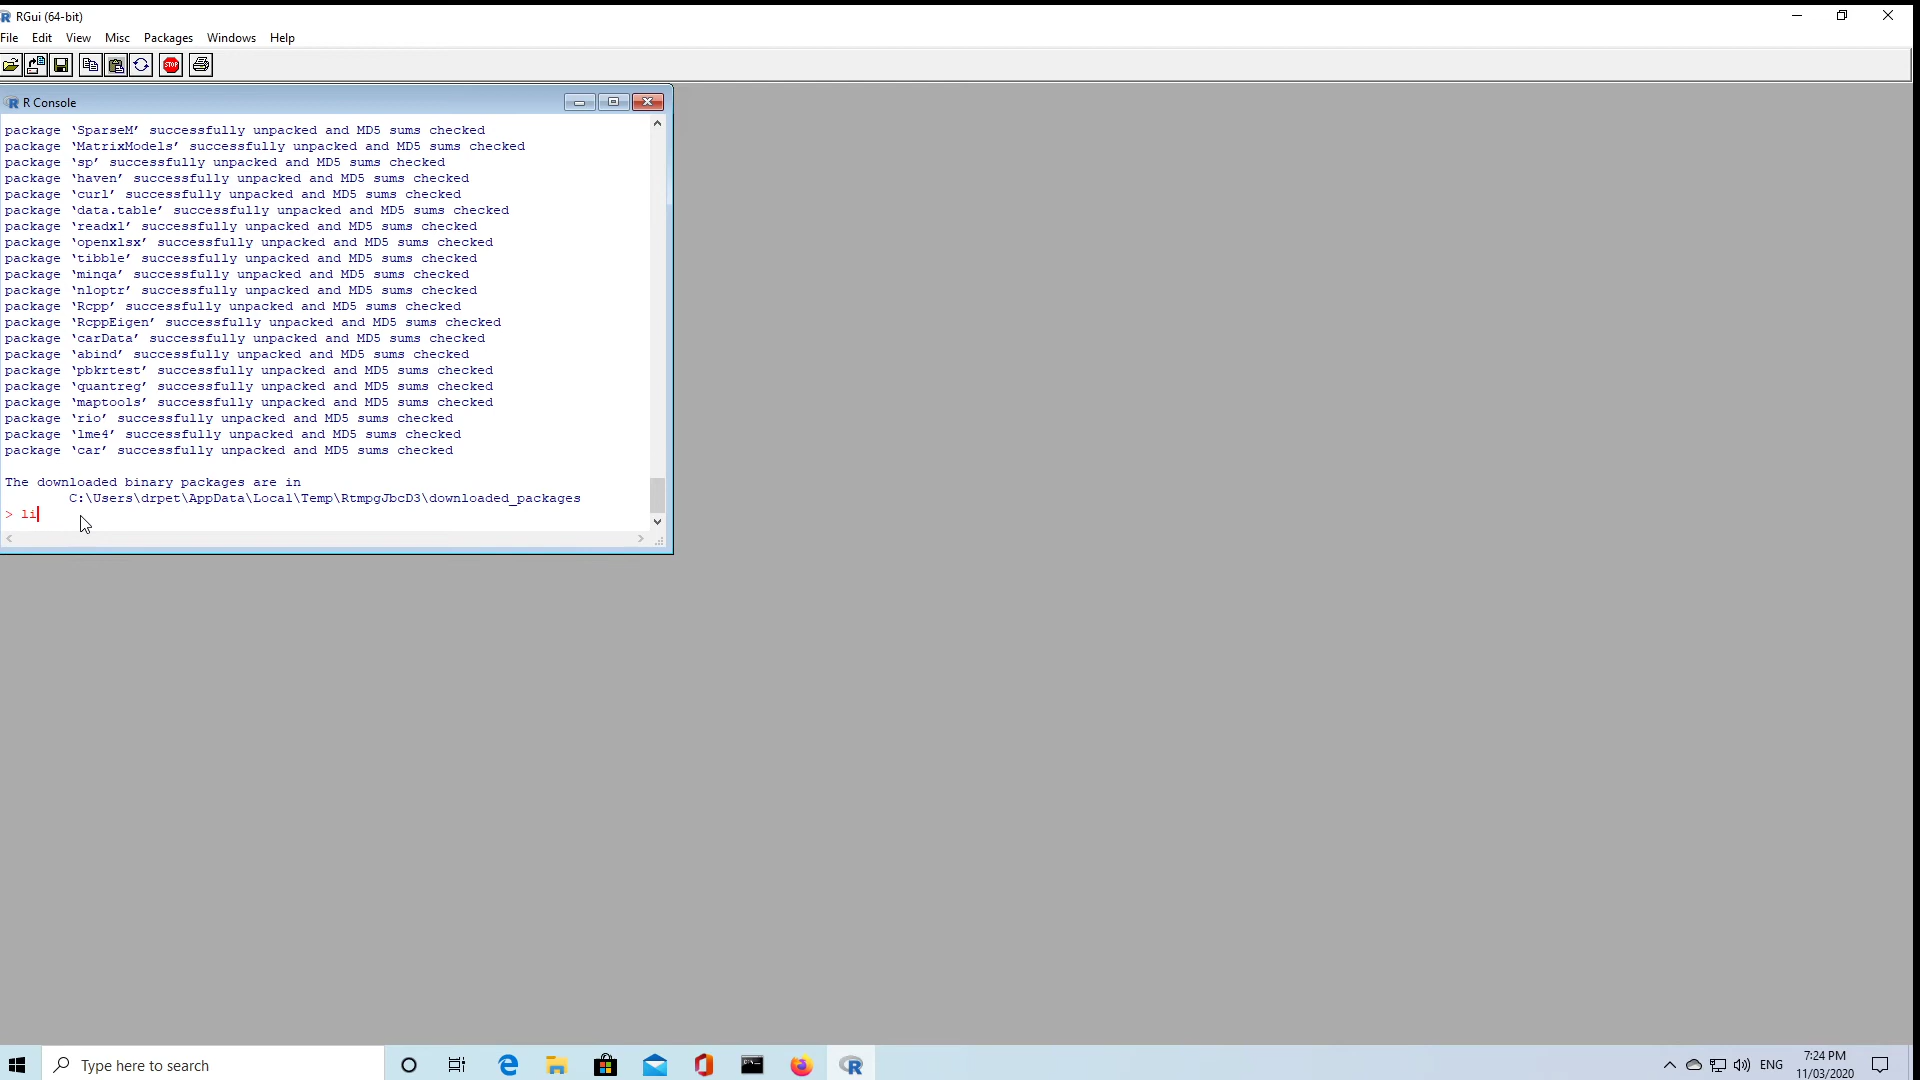 RGui (64-bit)
File Edit View Misc Packages Windows Help
STOP
R Console
package ‘SparseM’ successfully unpacked and MD5 sums checked
package ‘MatrixModels’ successfully unpacked and MD5 sums checked
package ‘sp’ successfully unpacked and MD5 sums checked
package ‘haven’ successfully unpacked and MD5 sums checked
package ‘curl’ successfully unpacked and MD5 sums checked
package ‘data.table’ successfully unpacked and MD5 sums checked
package ‘readxl’ successfully unpacked and MD5 sums checked
package ‘openxlsx’ successfully unpacked and MD5 sums checked
package ‘tibble’ successfully unpacked and MD5 sums checked
package ‘minqa’ successfully unpacked and MD5 sums checked
package ‘nloptr’ successfully unpacked and MD5 sums checked
package ‘Rcpp’ successfully unpacked and MD5 sums checked
package ‘RcppEigen’ successfully unpacked and MD5 sums checked
package ‘carData’ successfully unpacked and MD5 sums checked
package ‘abind’ successfully unpacked and MD5 sums checked
package ‘pbkrtest’ successfully unpacked and MD5 sums checked
package ‘quantreg’ successfully unpacked and MD5 sums checked
package ‘maptools’ successfully unpacked and MD5 sums checked
package ‘rio’ successfully unpacked and MD5 sums checked
package ‘lme4’ successfully unpacked and MD5 sums checked
package ‘car’ successfully unpacked and MD5 sums checked
The downloaded binary packages are in
C:\Users\drpet\AppData\Local\Temp\RtmpgJbcD3\downloaded_packages
> li
Type here to search
ENG
7:24 PM
11/03/2020